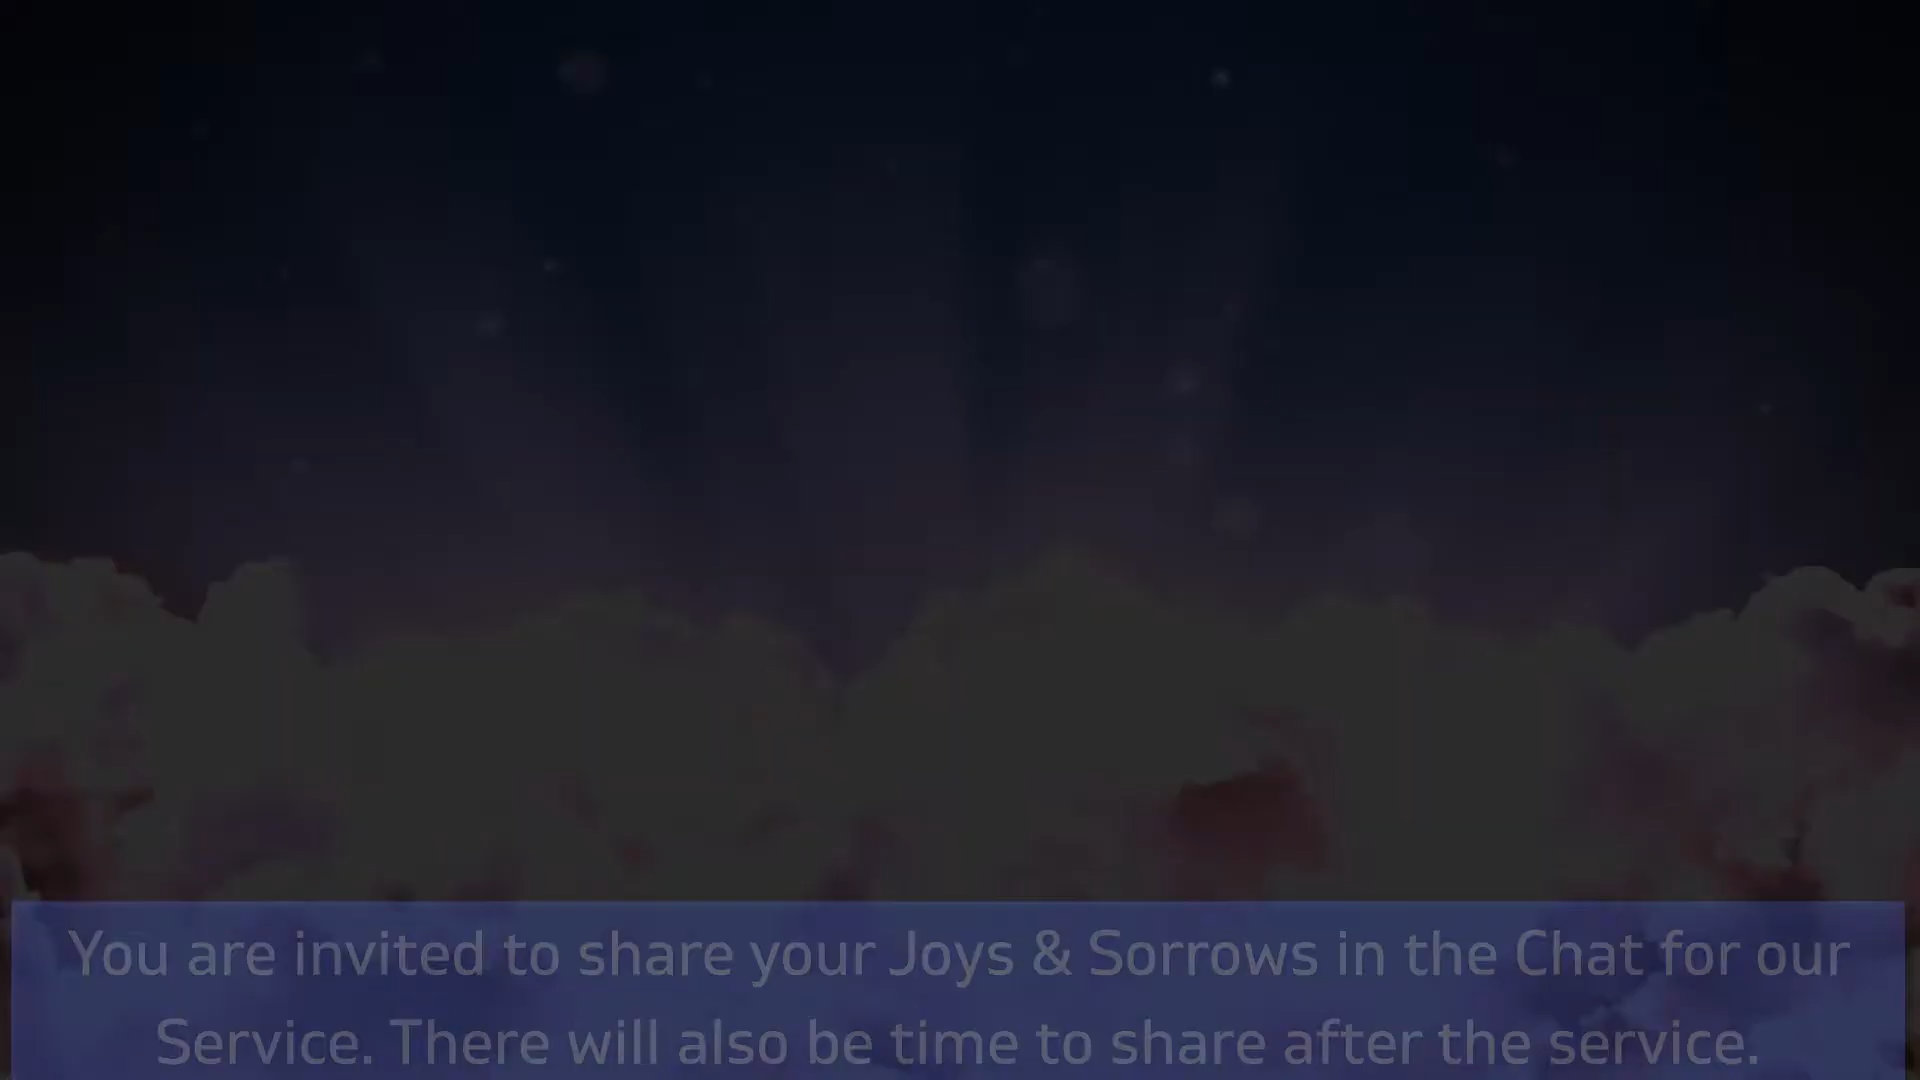 You are invited to share your Joys & Sorrows in the Chat for our
Service. There will also be time to share after the service.